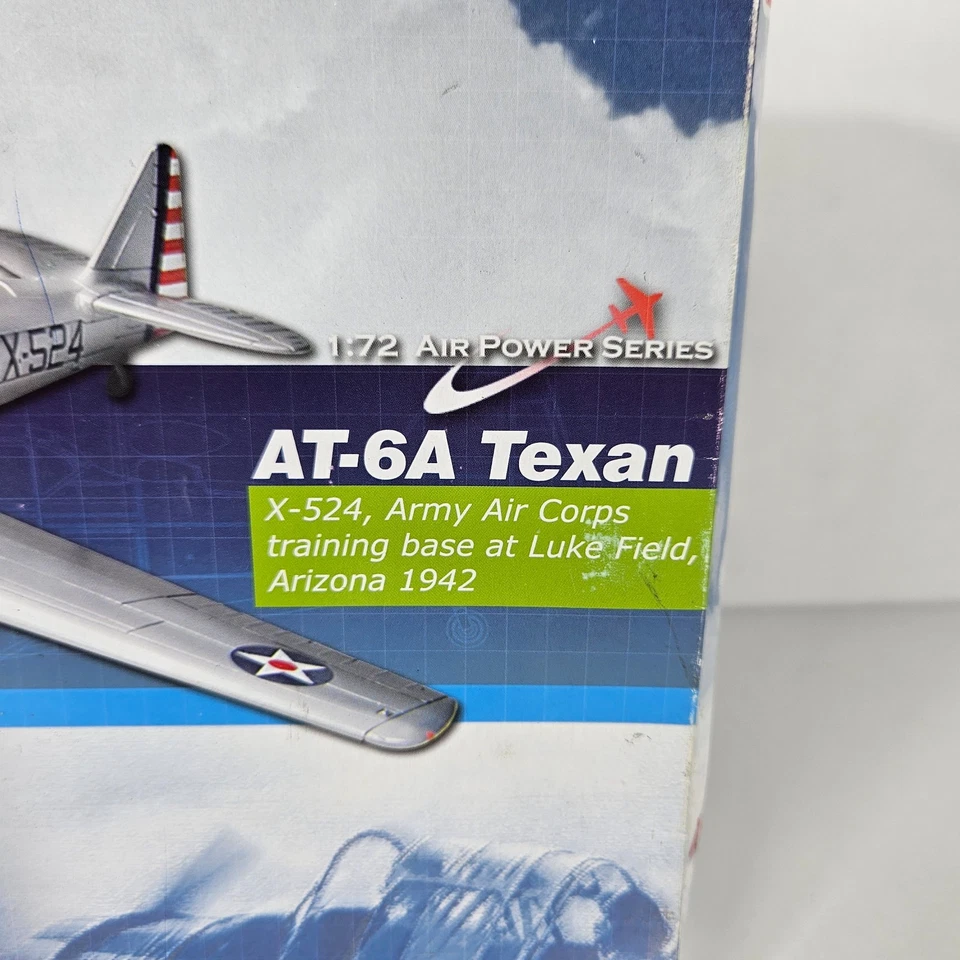 X-524
1:72 AIR POWER SERIES
AT-6A Texan
X-524, Army Air Corps
training base at Luke Field,
Arizona 1942